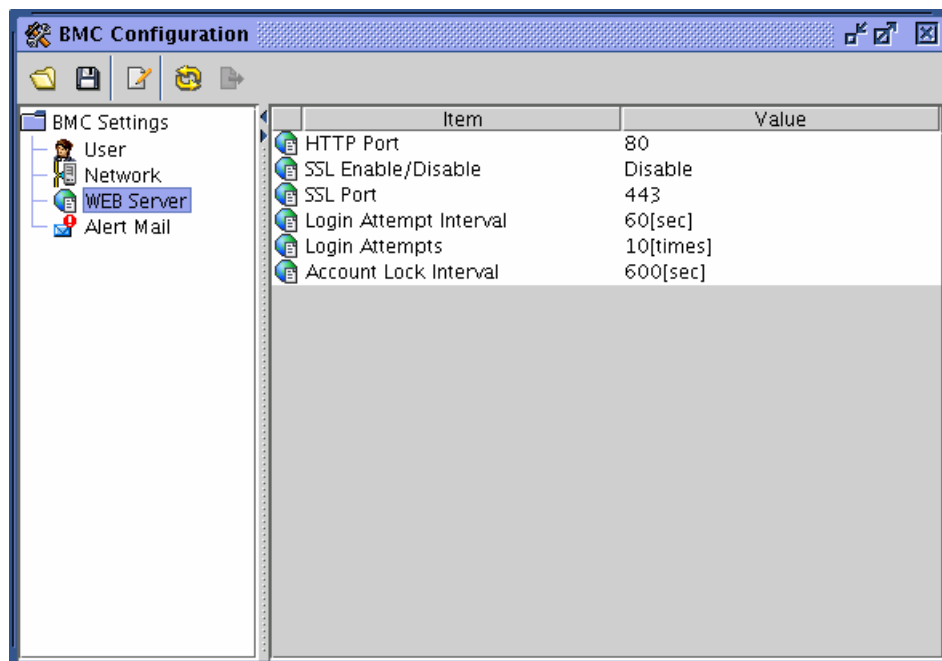 BMC Configuration
BMC Settings
User
Network
WEB Server
Alert Mail
Item Value
HTTP Port 80
SSL Enable/Disable Disable
SSL Port 443
Login Attempt Interval 60[sec]
Login Attempts 10[times]
Account Lock Interval 600[sec]